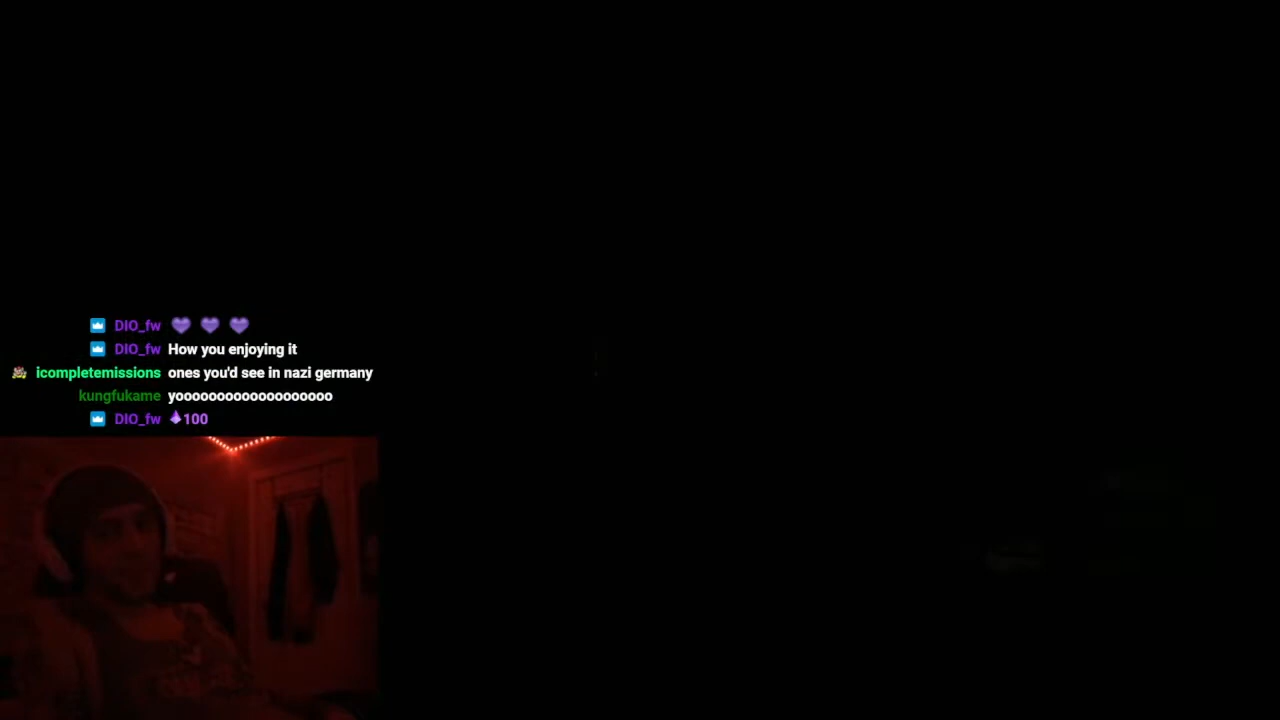 DIO_fw
DIO_fw How you enjoying it
icompletemissions ones you'd see in nazi germany
kungfukame yooooooooooooooooooo
DIO_fw 100